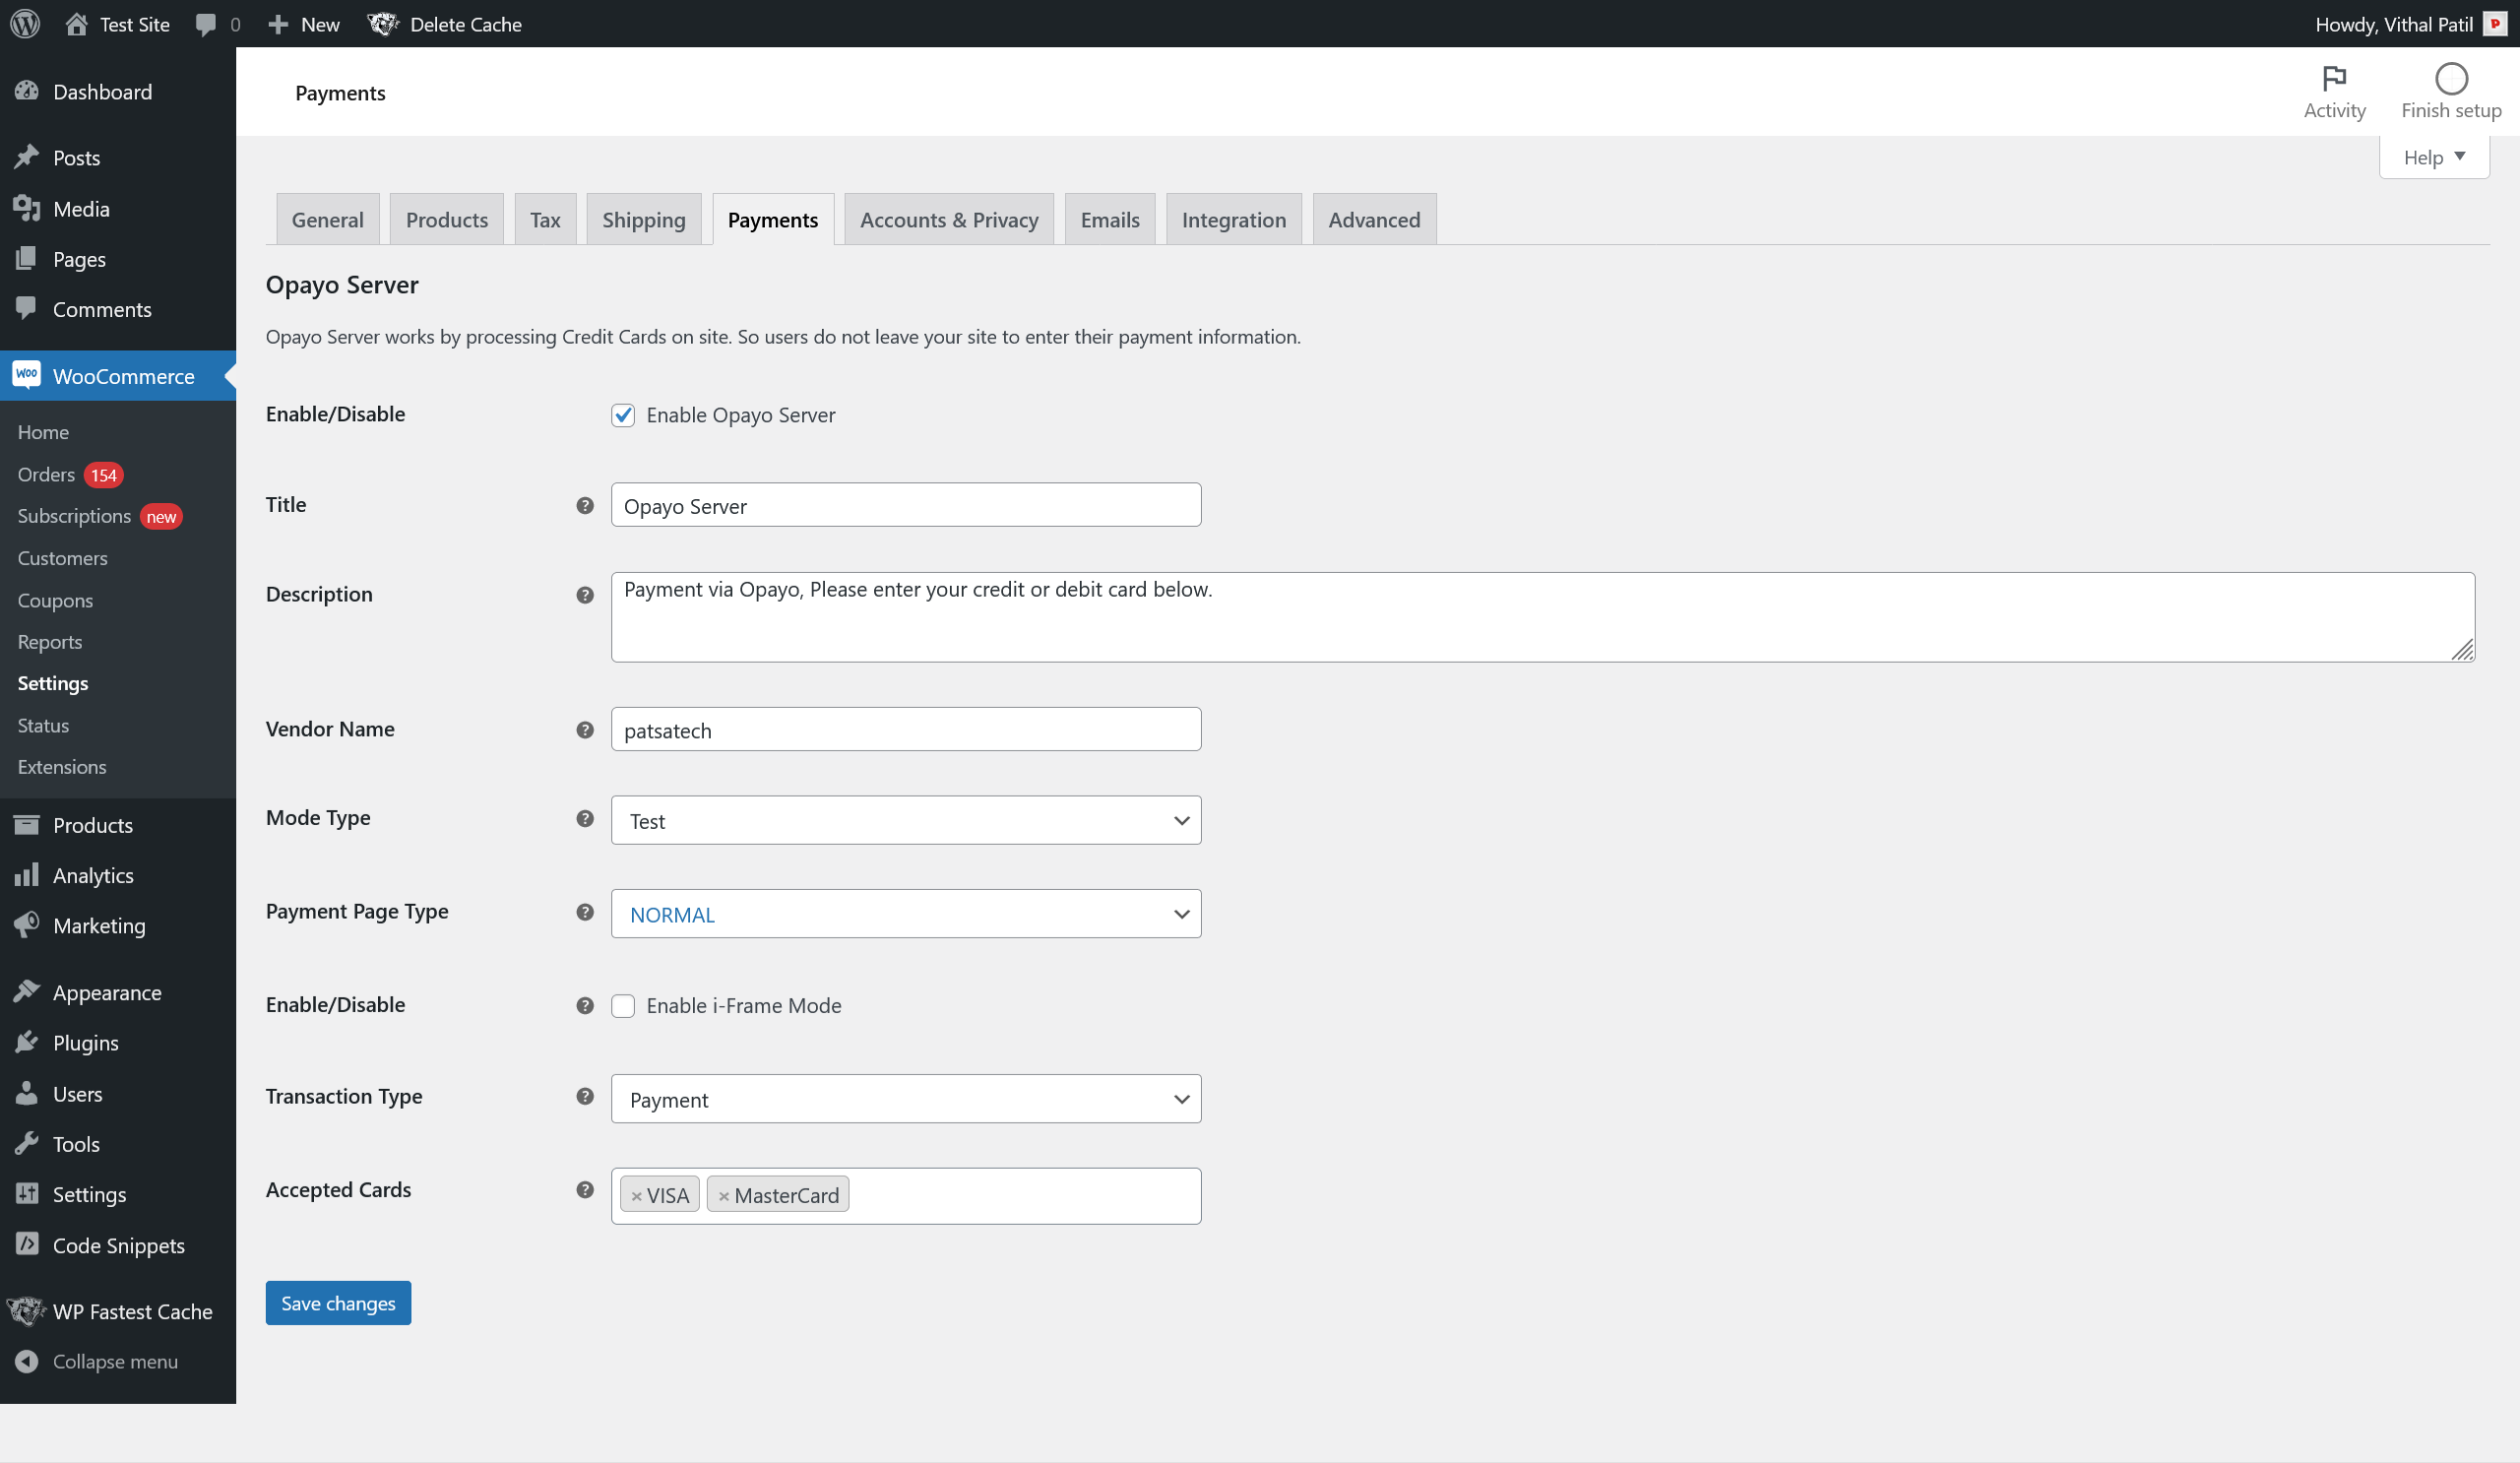 Test Site 0 New Delete Cache Howdy, Vithal Patil P
Dashboard
Posts
Media
Pages
Comments
Woo WooCommerce
Home
Orders 154
Subscriptions new
Customers
Coupons
Reports
Settings
Status
Extensions
Products
Analytics
Marketing
Appearance
Plugins
Users
Tools
Settings
Code Snippets
WP Fastest Cache
Collapse menu
Payments
Activity Finish setup
Help
General Products Tax Shipping Payments Accounts & Privacy Emails Integration Advanced
Opayo Server
Opayo Server works by processing Credit Cards on site. So users do not leave your site to enter their payment information.
Enable/Disable Enable Opayo Server
Title ? Opayo Server
Description ? Payment via Opayo, Please enter your credit or debit card below.
Vendor Name ? patsatech
Mode Type ? Test
Payment Page Type ? NORMAL
Enable/Disable ? Enable i-Frame Mode
Transaction Type ? Payment
Accepted Cards ? × VISA × MasterCard
Save changes